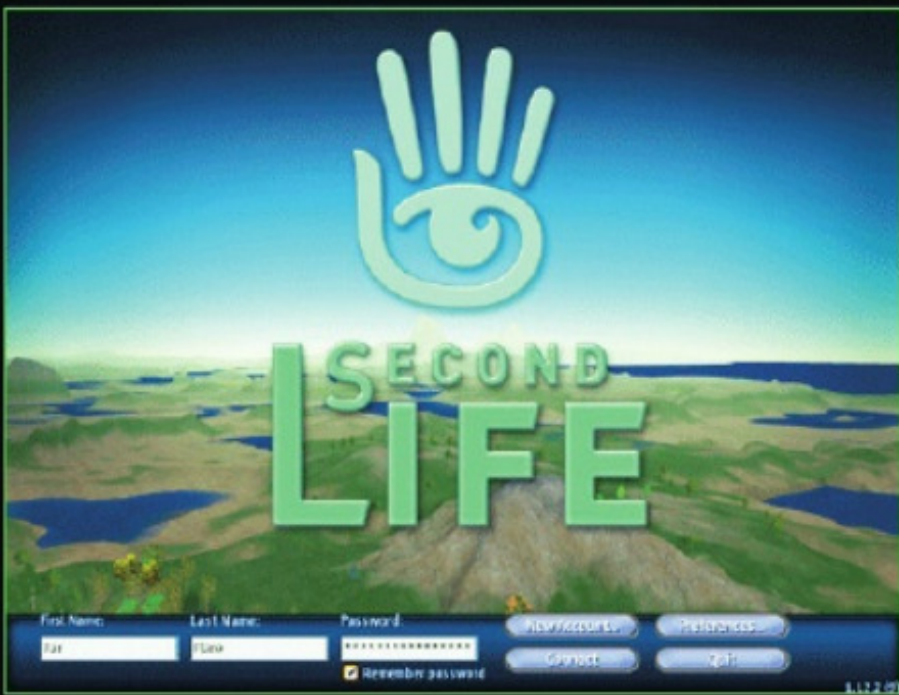 SECOND
LIFE
First Name: Last Name: Password:
New Account... Preferences...
****************
Connect Quit
Remember password